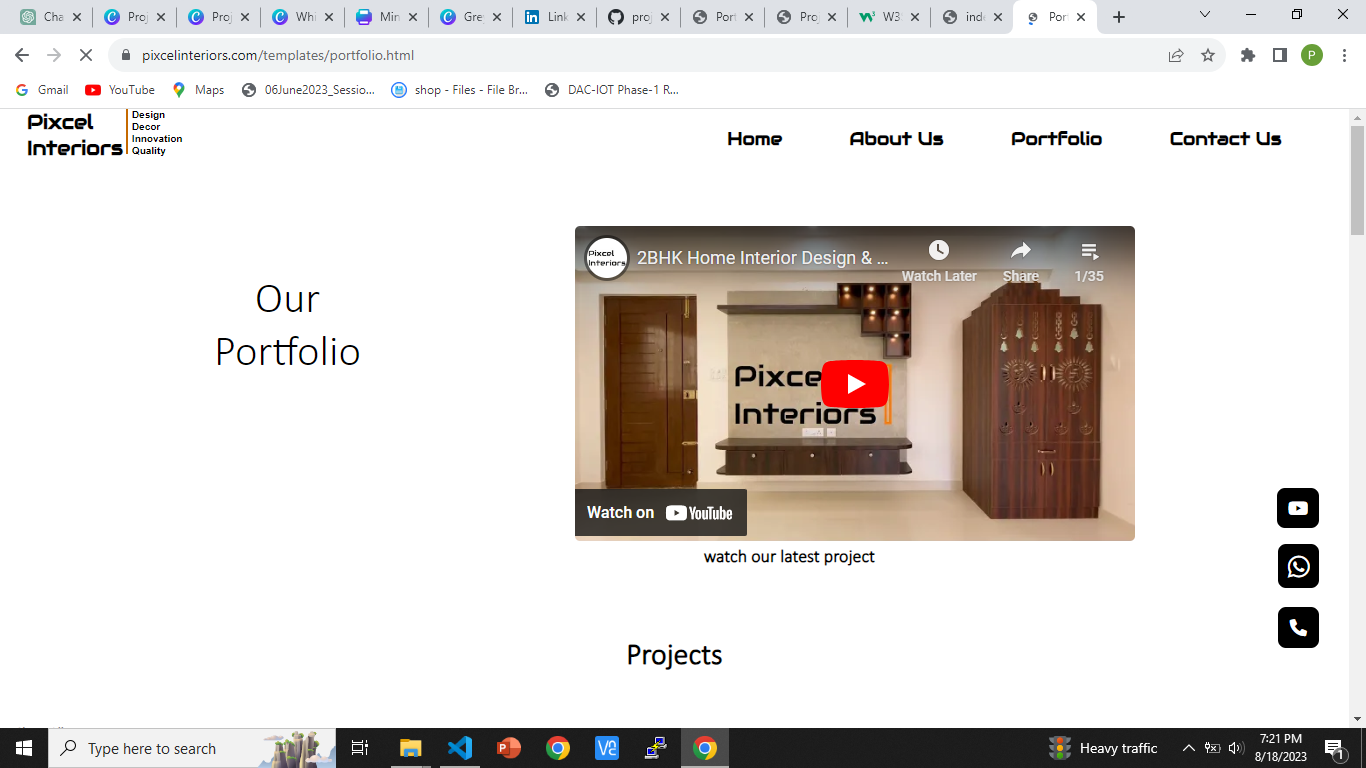 Cha
Proj
Proj
Whi
Min
Gre
Link
proj
Port
Proj
W3
inde
Port
pixcelinteriors.com/templates/portfolio.html
P
Gmail
YouTube
Maps
06June2023_Sessio...
shop - Files - File Br...
DAC-IOT Phase-1 R...
Pixcel
Interiors
Design
Decor
Innovation
Quality
Home
About Us
Portfolio
Contact Us
Our
Portfolio
Pixcel
Interiors
2BHK Home Interior Design & ...
Watch Later
Share
1/35
Pixce
Interiors
Watch on YouTube
watch our latest project
Projects
Type here to search
Heavy traffic
7:21 PM
8/18/2023
1